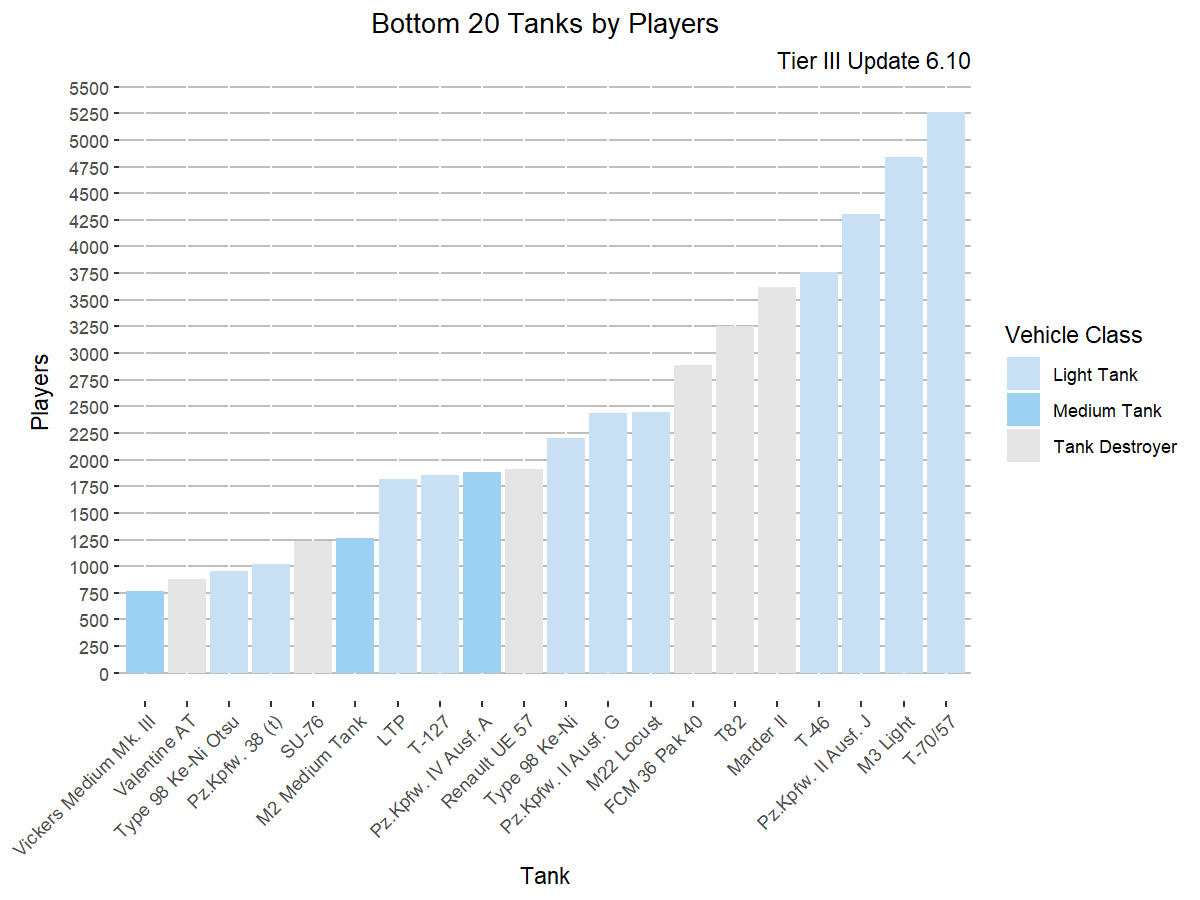 Bottom 20 Tanks by Players
Tier III Update 6.10
5500
5250
5000
4750
4500
4250
4000
3750
3500
3250
3000
2750
2500
2250
2000
1750
1500
1250
1000
750
500
250
0
Players
Vickers Medium Mk. III
Valentine AT
Type 98 Ke-Ni Otsu
Pz.Kpfw. 38 (t)
SU-76
M2 Medium Tank
LTP
T-127
Pz.Kpfw. IV Ausf. A
Renault UE 57
Type 98 Ke-Ni
Pz.Kpfw. II Ausf. G
M22 Locust
FCM 36 Pak 40
T82
Marder II
T-46
Pz.Kpfw. II Ausf. J
M3 Light
T-70/57
Tank
Vehicle Class
Light Tank
Medium Tank
Tank Destroyer